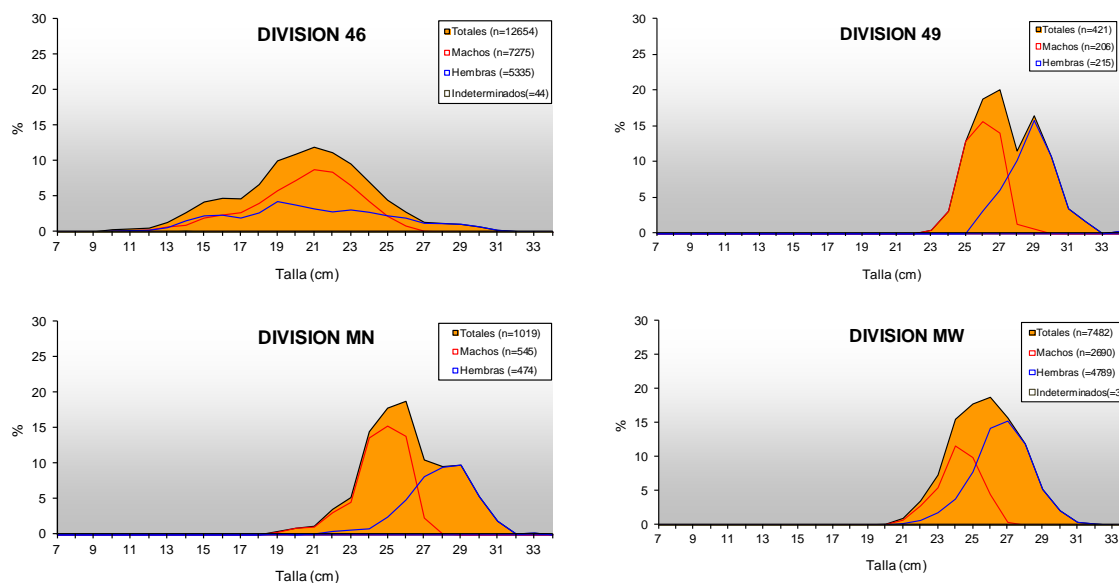 DIVISION 46
Totales (n=12654)
Machos (n=7275)
Hembras (=5335)
Indeterminados(=44)
30
25
20
15
10
5
0
%
7 9 11 13 15 17 19 21 23 25 27 29 31 33
Talla (cm)
DIVISION 49
Totales (n=421)
Machos (n=206)
Hembras (=215)
30
25
20
15
10
5
0
%
7 9 11 13 15 17 19 21 23 25 27 29 31 33
Talla (cm)
DIVISION MN
Totales (n=1019)
Machos (n=545)
Hembras (=474)
30
25
20
15
10
5
0
%
7 9 11 13 15 17 19 21 23 25 27 29 31 33
Talla (cm)
DIVISION MW
Totales (n=7482)
Machos (n=2690)
Hembras (=4789)
Indeterminados(=3
30
25
20
15
10
5
0
%
7 9 11 13 15 17 19 21 23 25 27 29 31 33
Talla (cm)